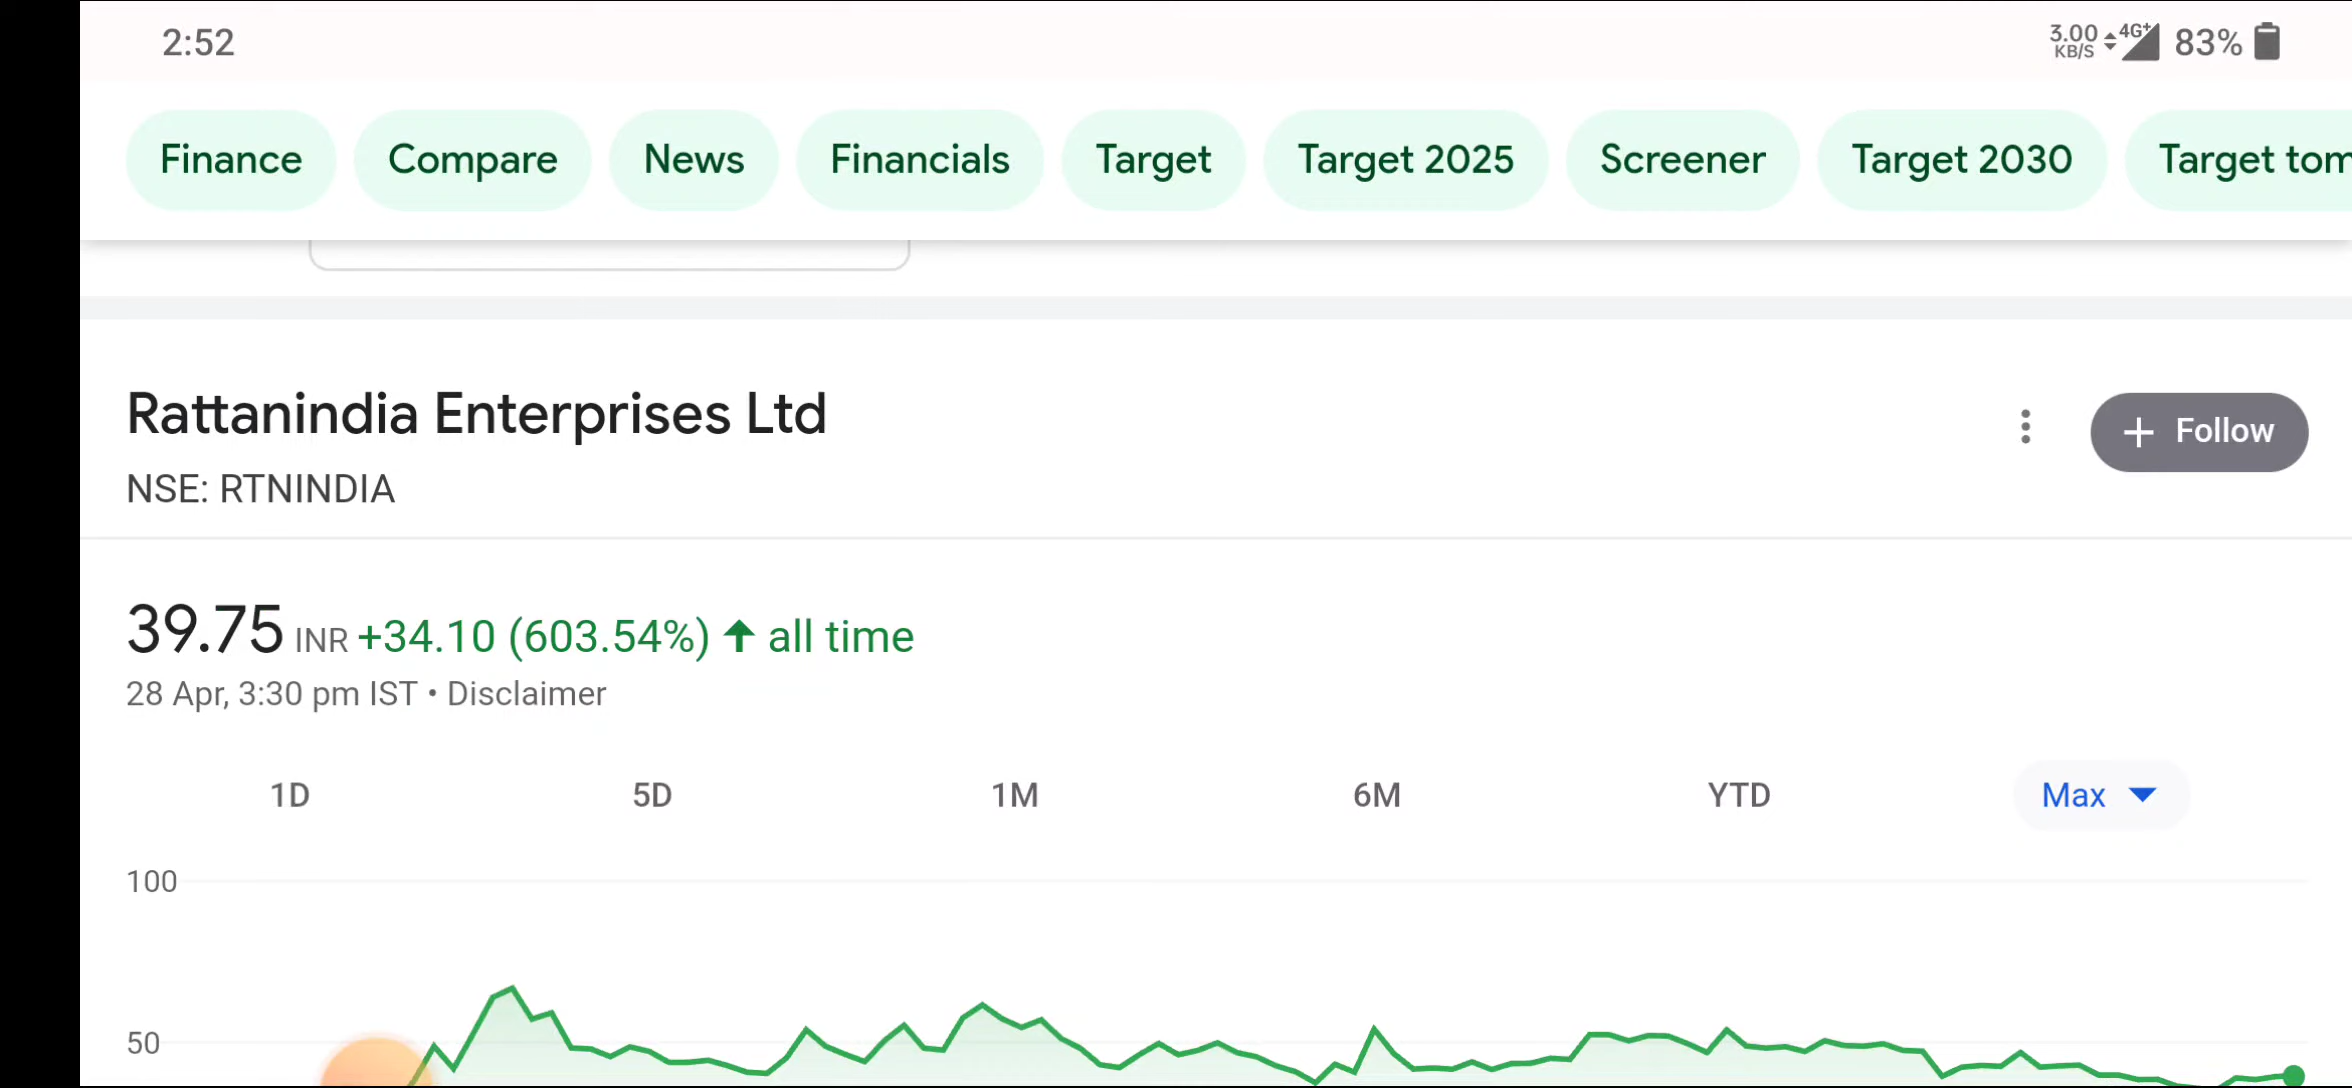 2:52
3.00 KB/S 4G+ 83%
Finance Compare News Financials Target Target 2025 Screener Target 2030 Target tom
Rattanindia Enterprises Ltd
+ Follow
NSE: RTNINDIA
39.75 INR +34.10 (603.54%) ↑ all time
28 Apr, 3:30 pm IST • Disclaimer
1D 5D 1M 6M YTD Max
100
50